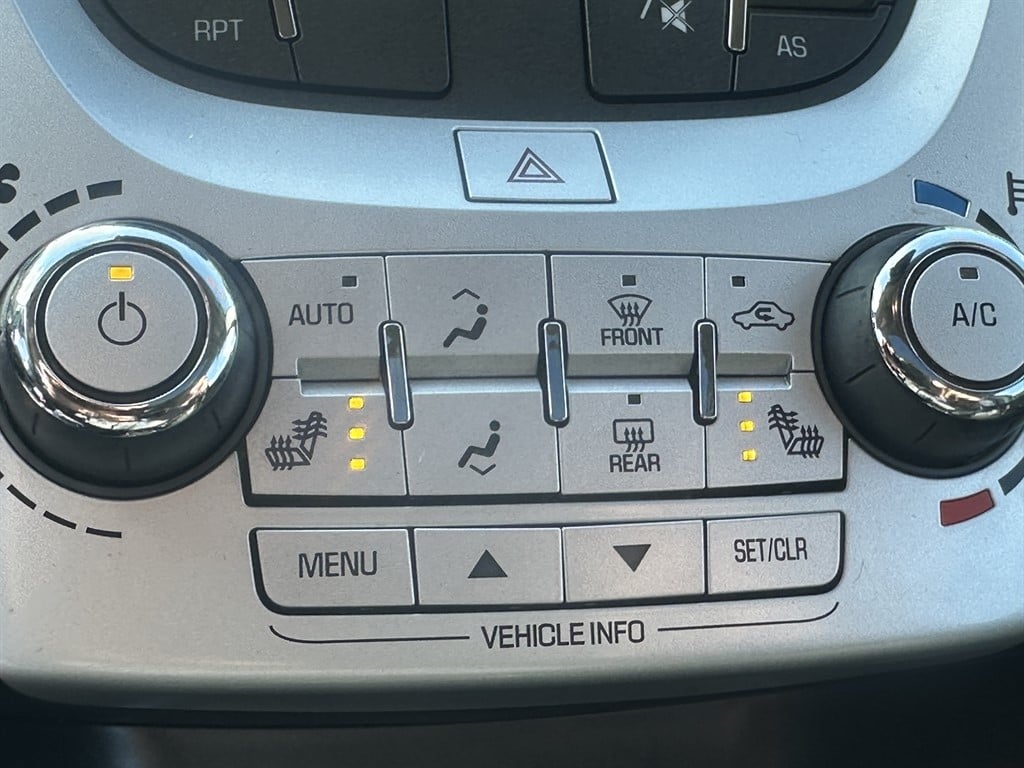 RPT
AS
AUTO
FRONT
A/C
REAR
MENU
SET/CLR
VEHICLE INFO